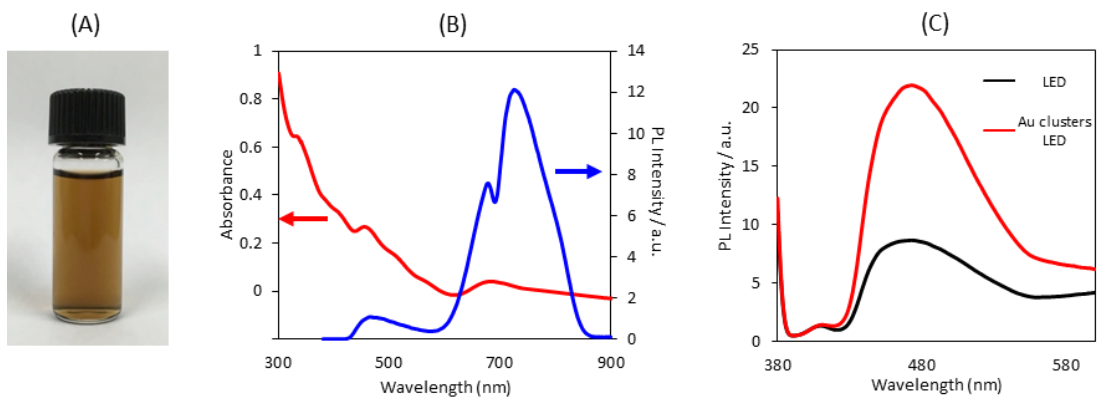 (A)
(B)
(C)
1
0.8
0.6
0.4
0.2
0
Absorbance
14
12
10
8
6
4
2
0
PL Intensity / a.u.
300
500
700
900
Wavelength (nm)
25
20
15
10
5
0
PL Intensity / a.u.
LED
Au clusters
LED
380
480
580
Wavelength (nm)